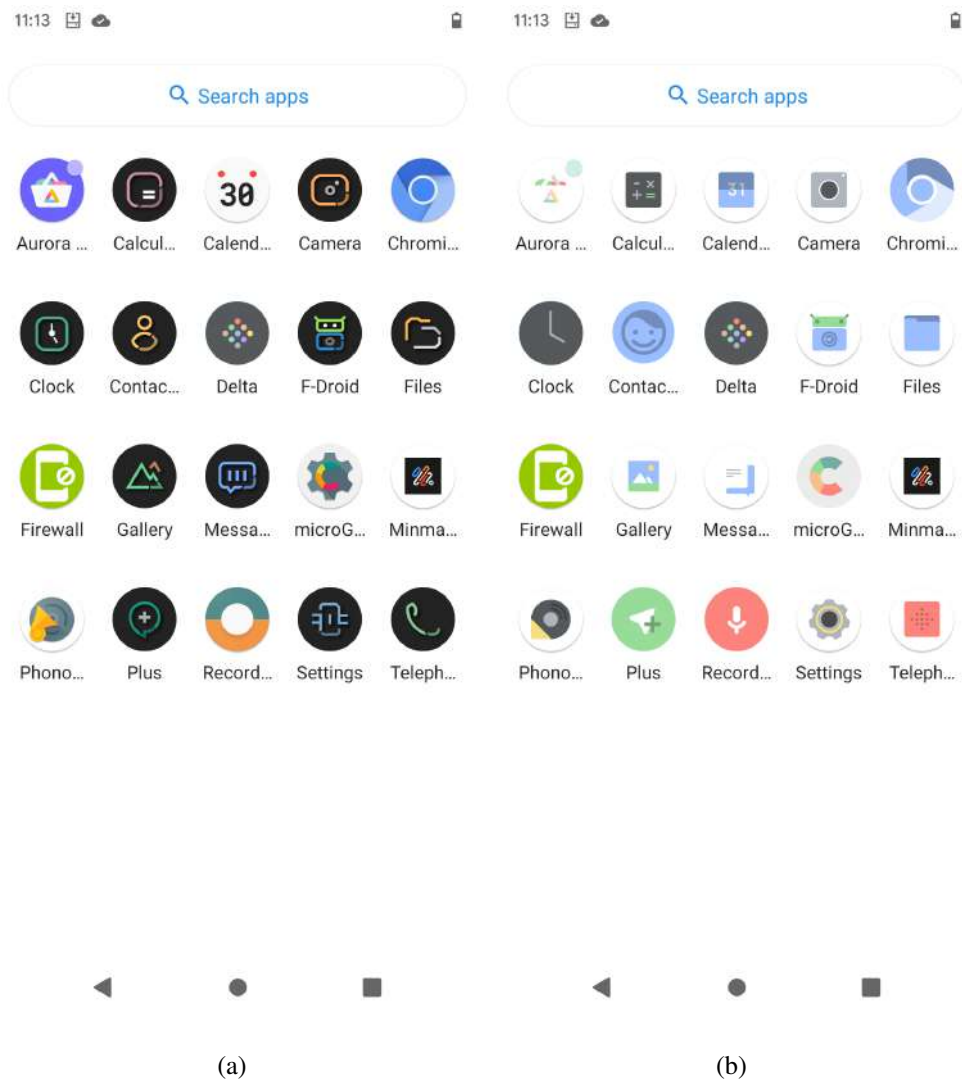 11:13
Search apps
30
Aurora ... Calcul... Calend... Camera Chromi...
Clock Contac... Delta F-Droid Files
Firewall Gallery Messa... microG... Minma...
Phono... Plus Record... Settings Teleph...
(a)
11:13
Search apps
31
Aurora ... Calcul... Calend... Camera Chromi...
Clock Contac... Delta F-Droid Files
Firewall Gallery Messa... microG... Minma...
Phono... Plus Record... Settings Teleph...
(b)